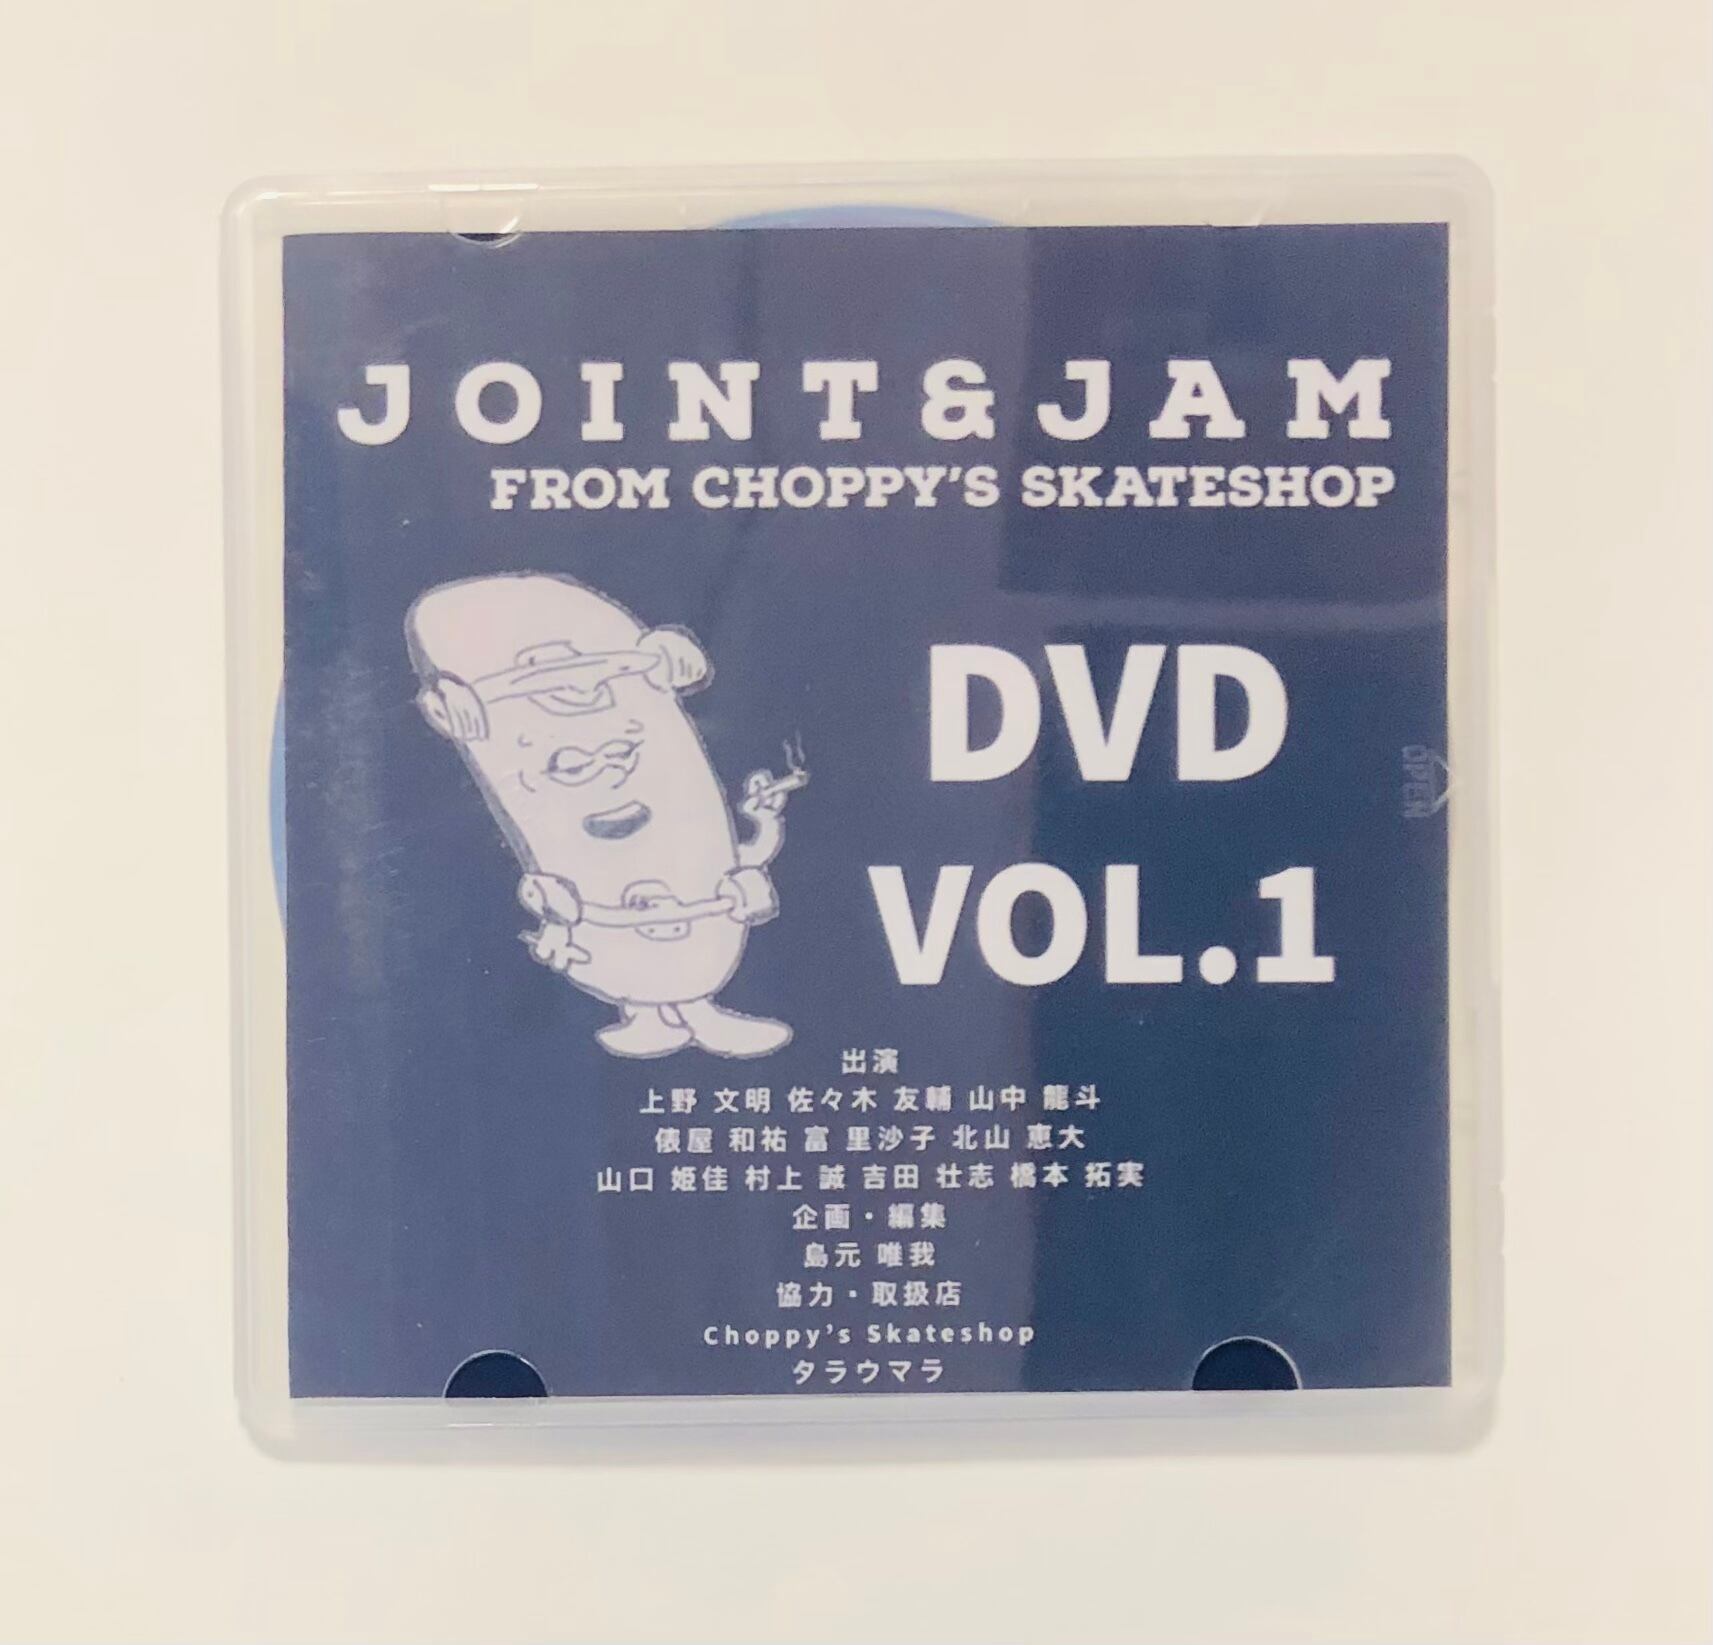 JOINT&JAM
FROM CHOPPY'S SKATESHOP
DVD
VOL.1
OPEN
出演
上野 文明 佐々木 友輔 山中 龍斗
俵屋 和祐 富 里沙子 北山 恵大
山口 姫佳 村上 誠 吉田 壮志 橋本 拓実
企画・編集
島元 唯我
協力・取扱店
Choppy's Skateshop
タラウマラ